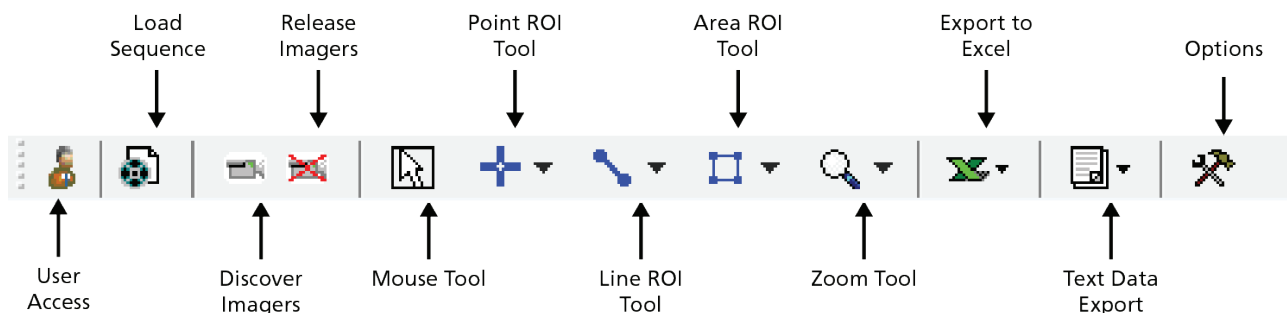 Load
Sequence
Release
Imagers
Point ROI
Tool
Area ROI
Tool
Export to
Excel
Options
User
Access
Discover
Imagers
Mouse Tool
Line ROI
Tool
Zoom Tool
Text Data
Export